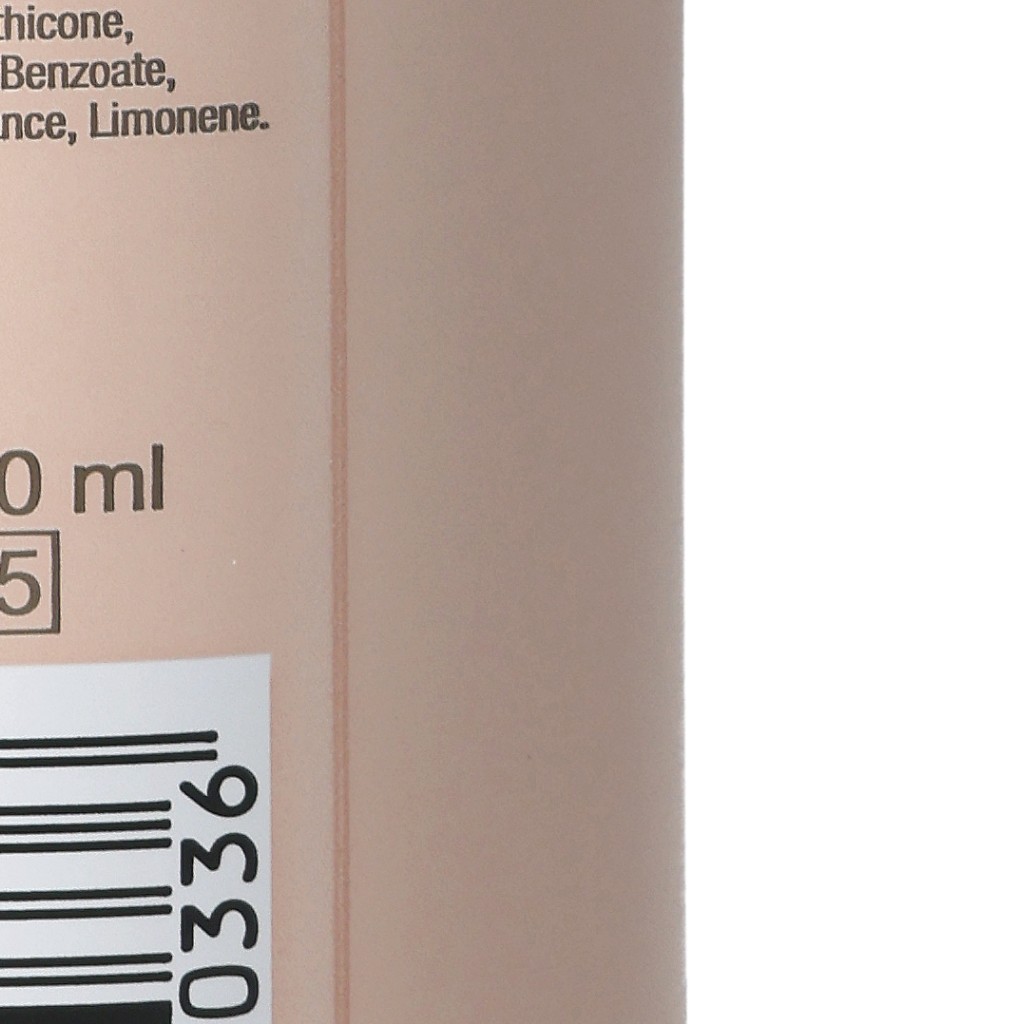 thicone,
Benzoate,
nce, Limonene.
0 ml
5
0336